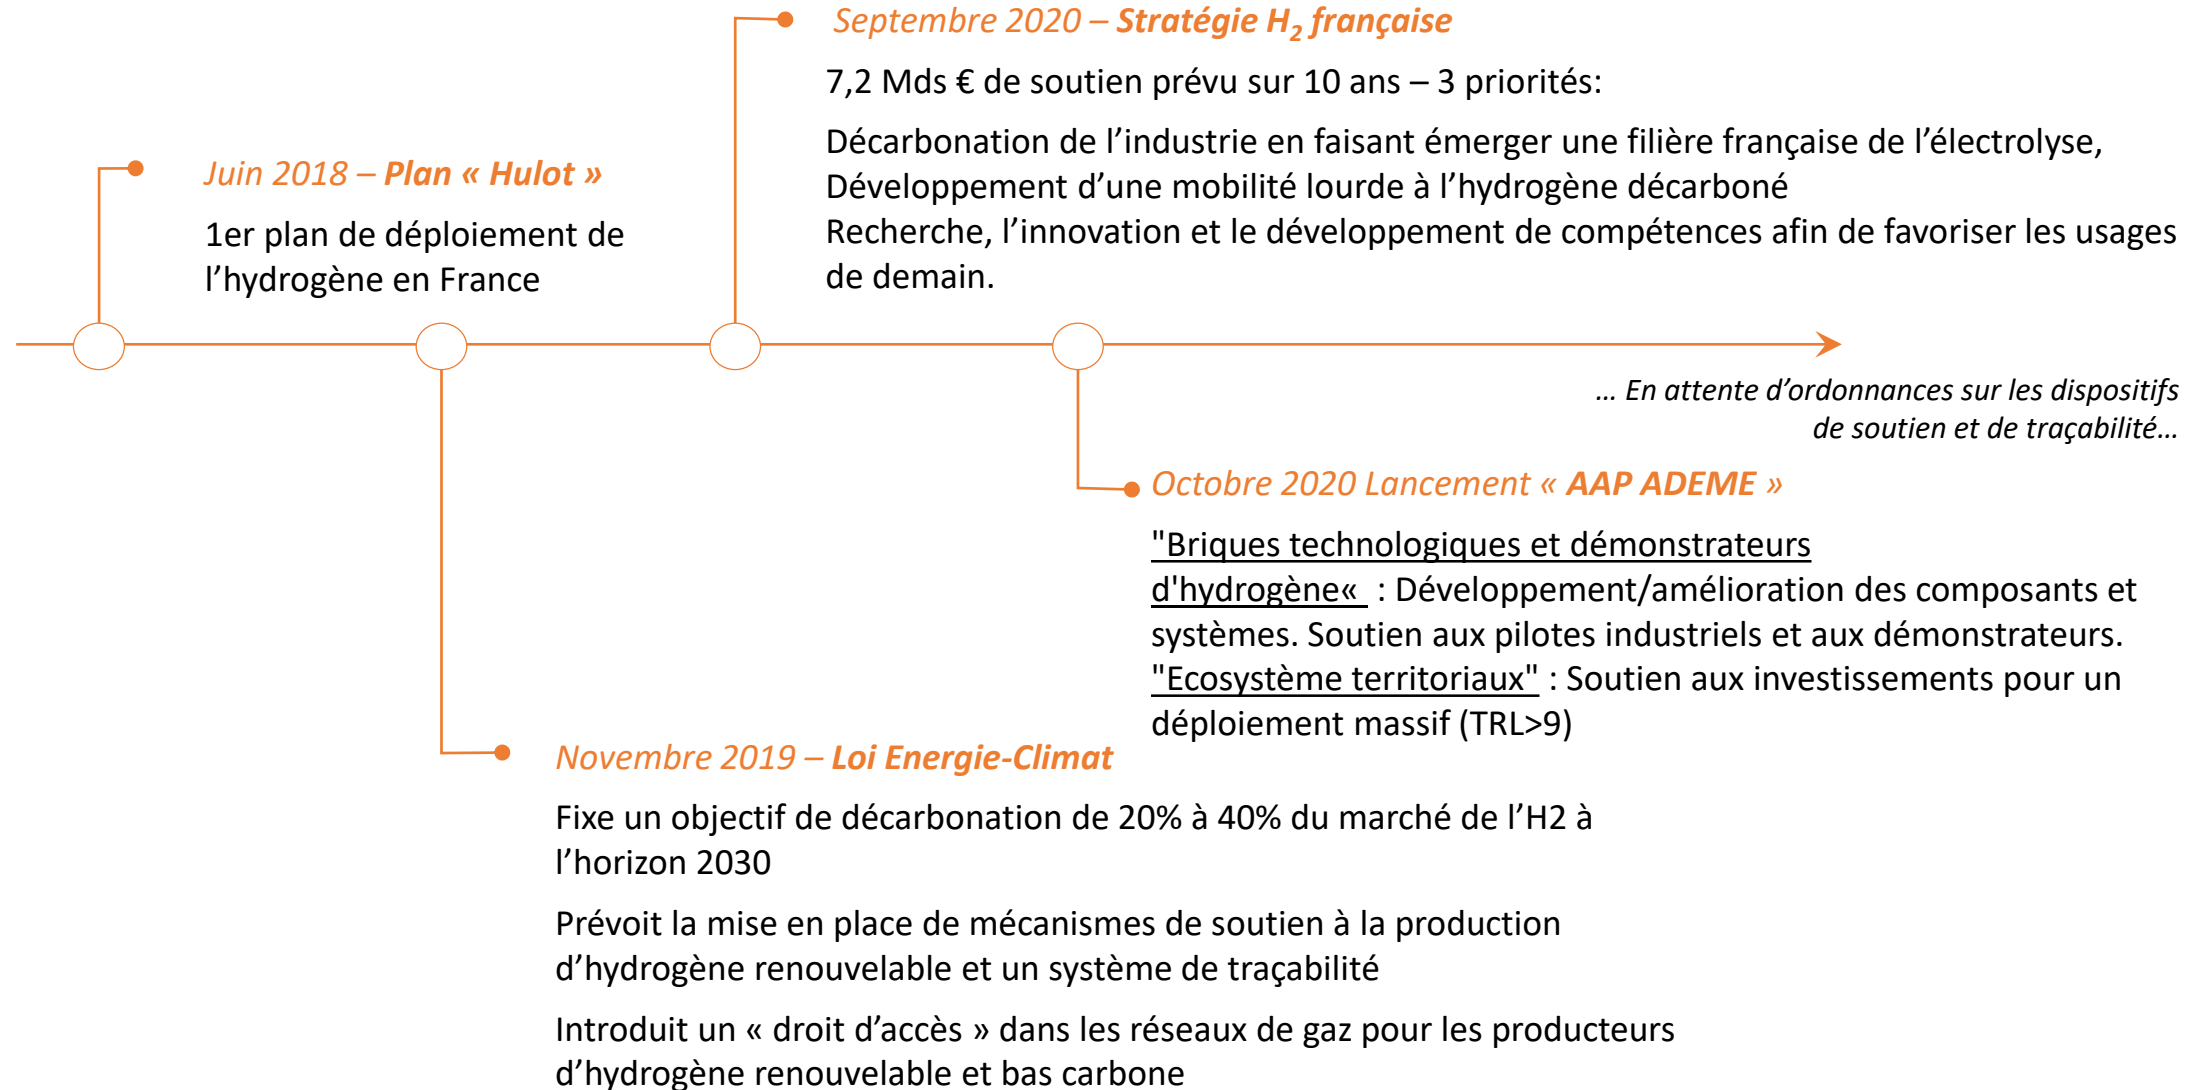 Septembre 2020 – Stratégie H₂ française
7,2 Mds € de soutien prévu sur 10 ans – 3 priorités:
Décarbonation de l’industrie en faisant émerger une filière française de l’électrolyse,
Développement d’une mobilité lourde à l’hydrogène décarboné
Recherche, l’innovation et le développement de compétences afin de favoriser les usages
de demain.
Juin 2018 – Plan « Hulot »
1er plan de déploiement de
l’hydrogène en France
... En attente d’ordonnances sur les dispositifs
de soutien et de traçabilité...
Octobre 2020 Lancement « AAP ADEME »
"Briques technologiques et démonstrateurs
d'hydrogène«  : Développement/amélioration des composants et
systèmes. Soutien aux pilotes industriels et aux démonstrateurs.
"Ecosystème territoriaux" : Soutien aux investissements pour un
déploiement massif (TRL>9)
Novembre 2019 – Loi Energie-Climat
Fixe un objectif de décarbonation de 20% à 40% du marché de l’H2 à
l’horizon 2030
Prévoit la mise en place de mécanismes de soutien à la production
d’hydrogène renouvelable et un système de traçabilité
Introduit un « droit d’accès » dans les réseaux de gaz pour les producteurs
d’hydrogène renouvelable et bas carbone